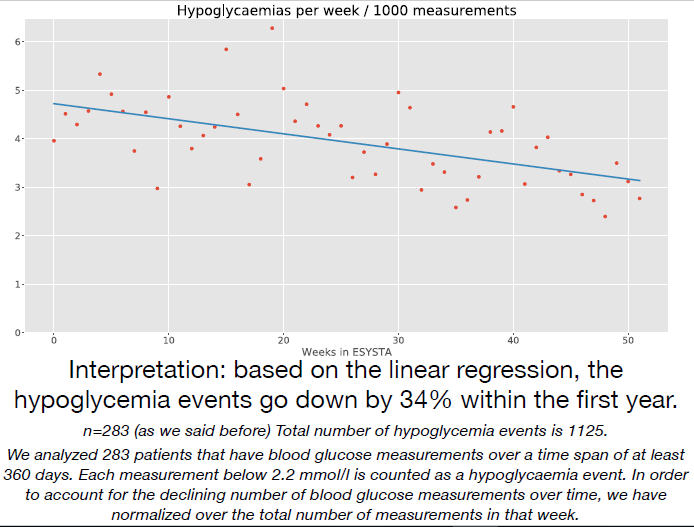 Hypoglycaemias per week / 1000 measurements
6
5
4
3
2
1
0
0 10 20 30 40 50
Weeks in ESYSTA
Interpretation: based on the linear regression, the
hypoglycemia events go down by 34% within the first year.
n=283 (as we said before) Total number of hypoglycemia events is 1125.
We analyzed 283 patients that have blood glucose measurements over a time span of at least
360 days. Each measurement below 2.2 mmo/l is counted as a hypoglycaemia event. In order
to account for the declining number of blood glucose measurements over time, we have
normalized over the total number of measurements in that week.